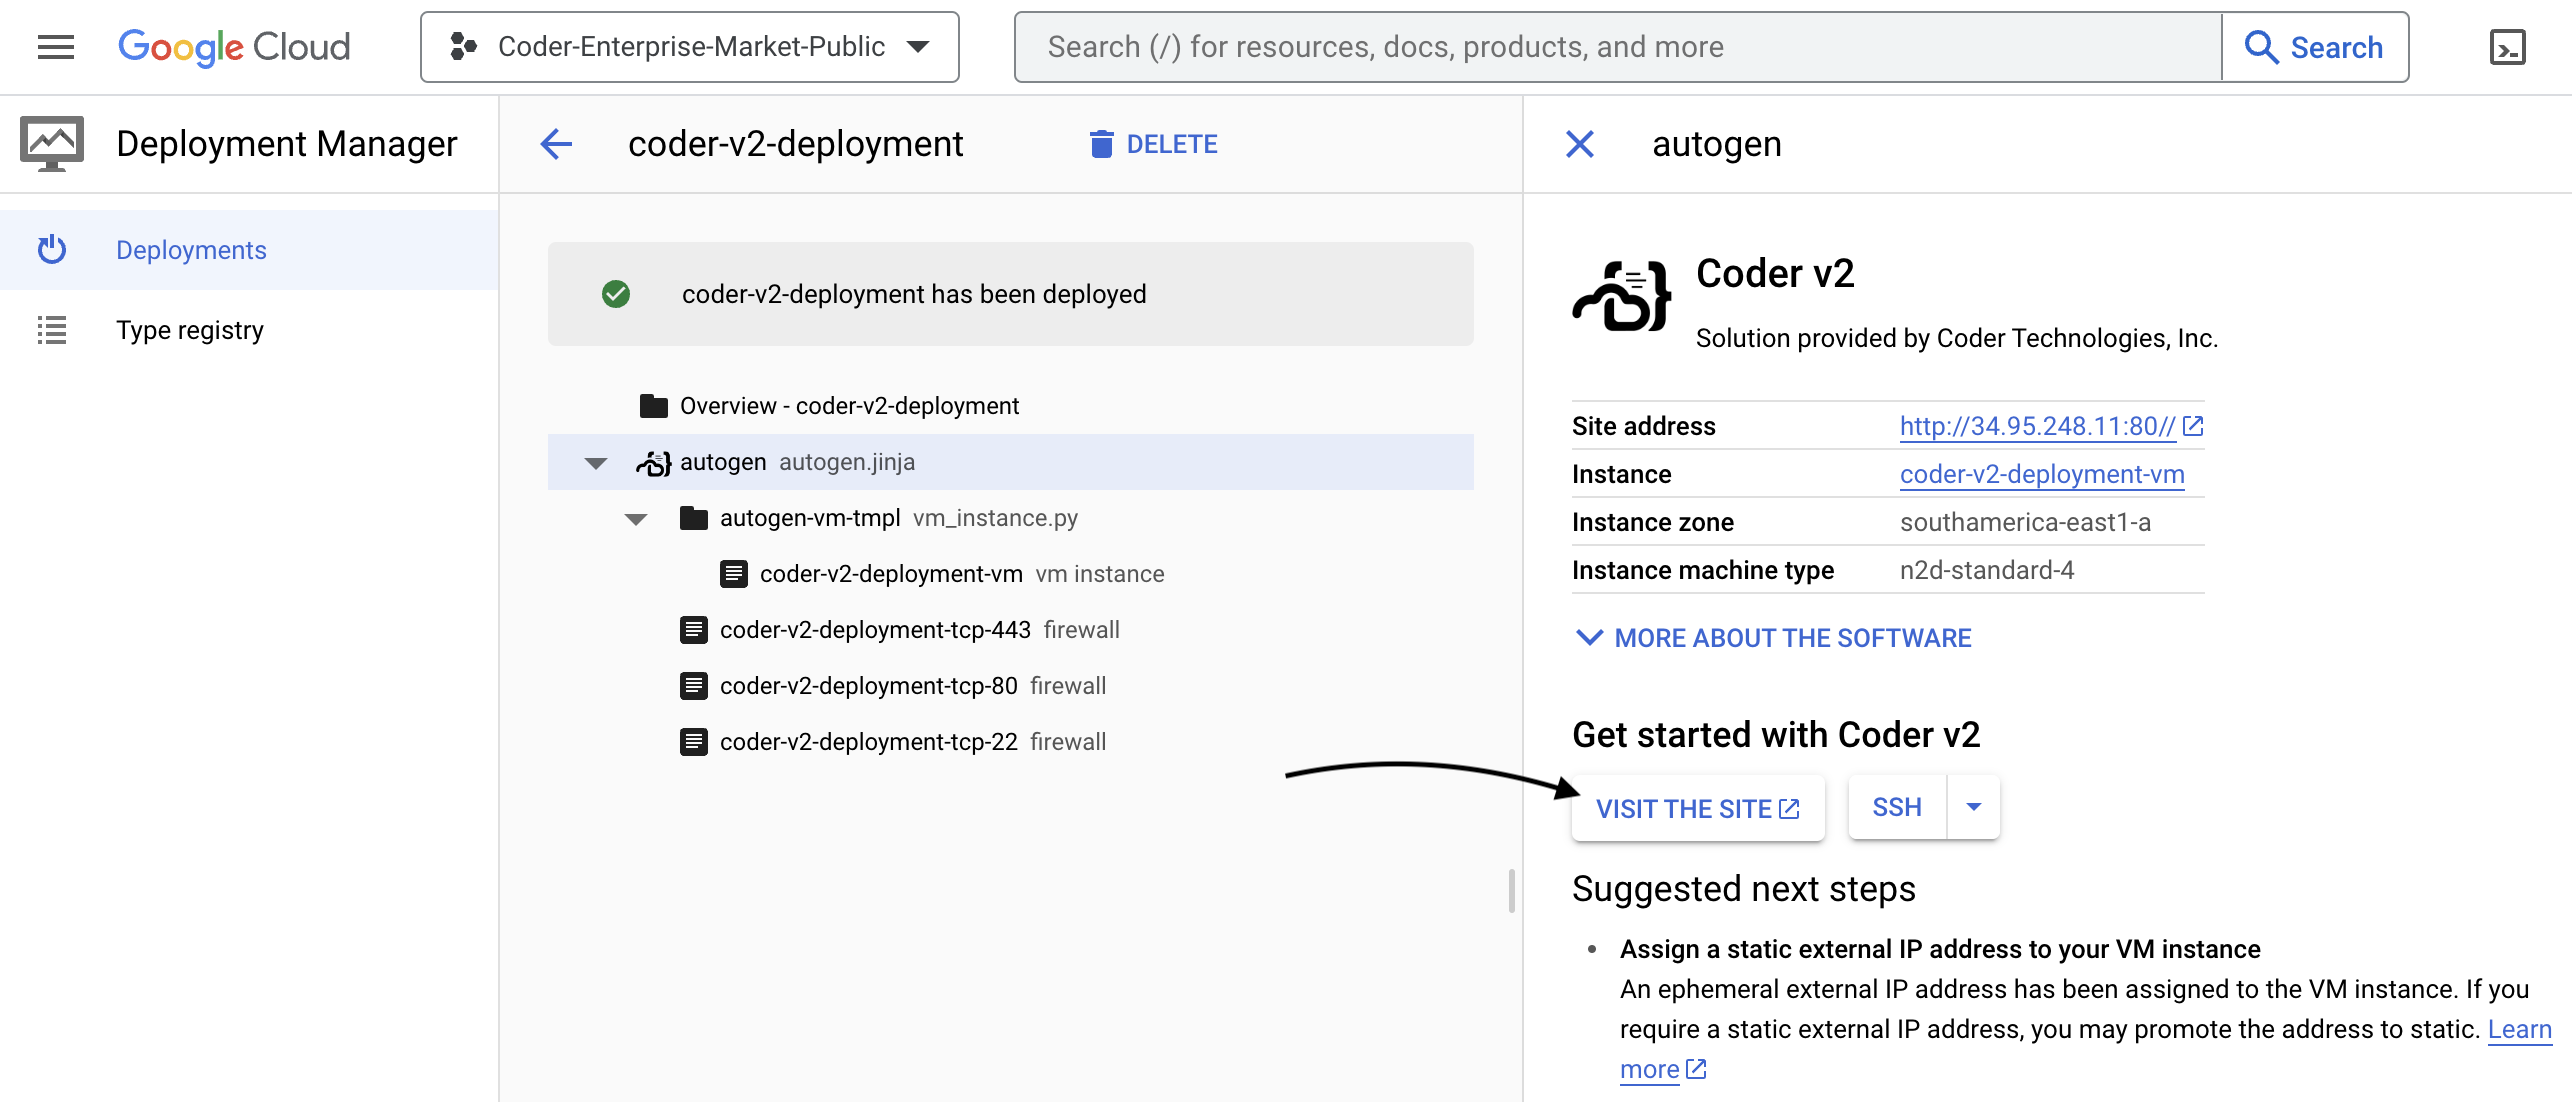 Google Cloud
Coder-Enterprise-Market-Public
Search (/) for resources, docs, products, and more
Search
Deployment Manager
Deployments
Type registry
coder-v2-deployment
DELETE
coder-v2-deployment has been deployed
Overview - coder-v2-deployment
autogen autogen.jinja
autogen-vm-tmpl vm_instance.py
coder-v2-deployment-vm vm instance
coder-v2-deployment-tcp-443 firewall
coder-v2-deployment-tcp-80 firewall
coder-v2-deployment-tcp-22 firewall
autogen
Coder v2
Solution provided by Coder Technologies, Inc.
Site address http://34.95.248.11:80//
Instance coder-v2-deployment-vm
Instance zone southamerica-east1-a
Instance machine type n2d-standard-4
MORE ABOUT THE SOFTWARE
Get started with Coder v2
VISIT THE SITE SSH
Suggested next steps
• Assign a static external IP address to your VM instance
An ephemeral external IP address has been assigned to the VM instance. If you
require a static external IP address, you may promote the address to static. Learn
more